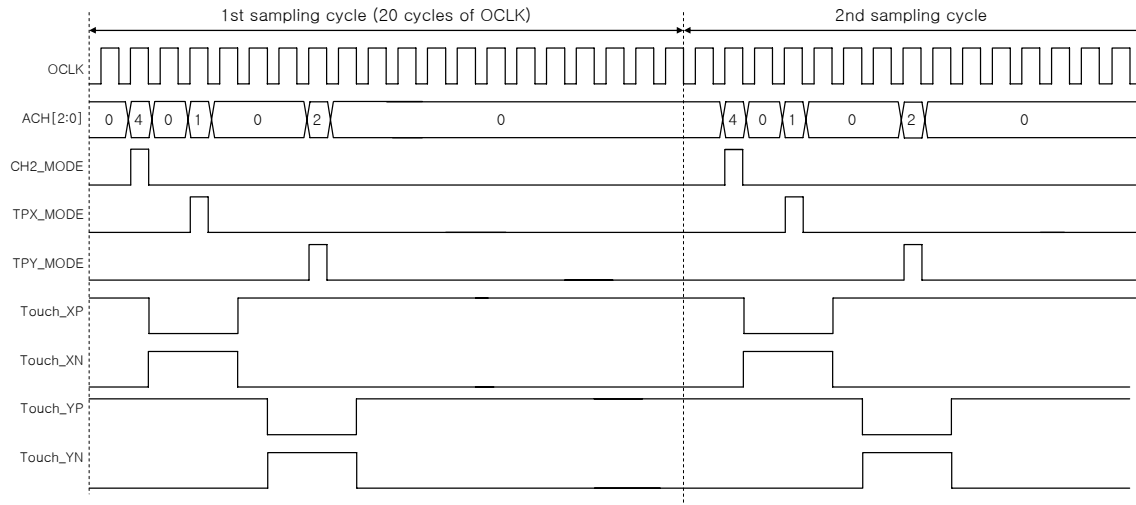 1st sampling cycle (20 cycles of OCLK) 2nd sampling cycle
OCLK
ACH[2:0] 0 4 0 1 0 2 0 4 0 1 0 2 0
CH2_MODE
TPX_MODE
TPY_MODE
Touch_XP
Touch_XN
Touch_YP
Touch_YN